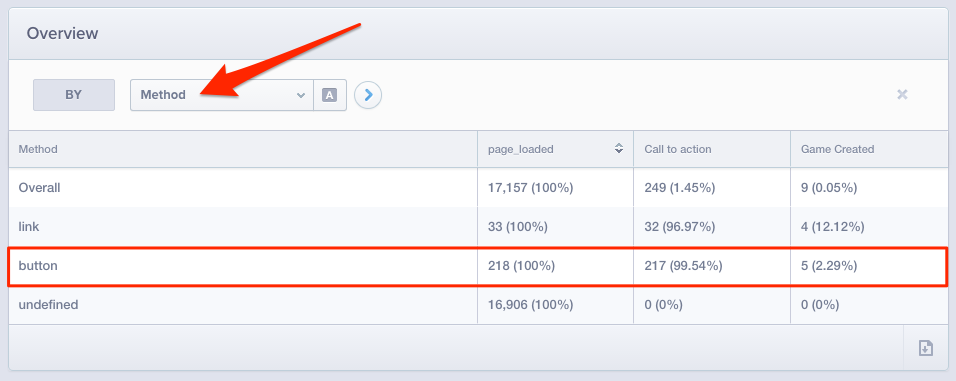 Overview
BY Method A
Method page_loaded Call to action Game Created
Overall 17,157 (100%) 249 (1.45%) 9 (0.05%)
link 33 (100%) 32 (96.97%) 4 (12.12%)
button 218 (100%) 217 (99.54%) 5 (2.29%)
undefined 16,906 (100%) 0 (0%) 0 (0%)